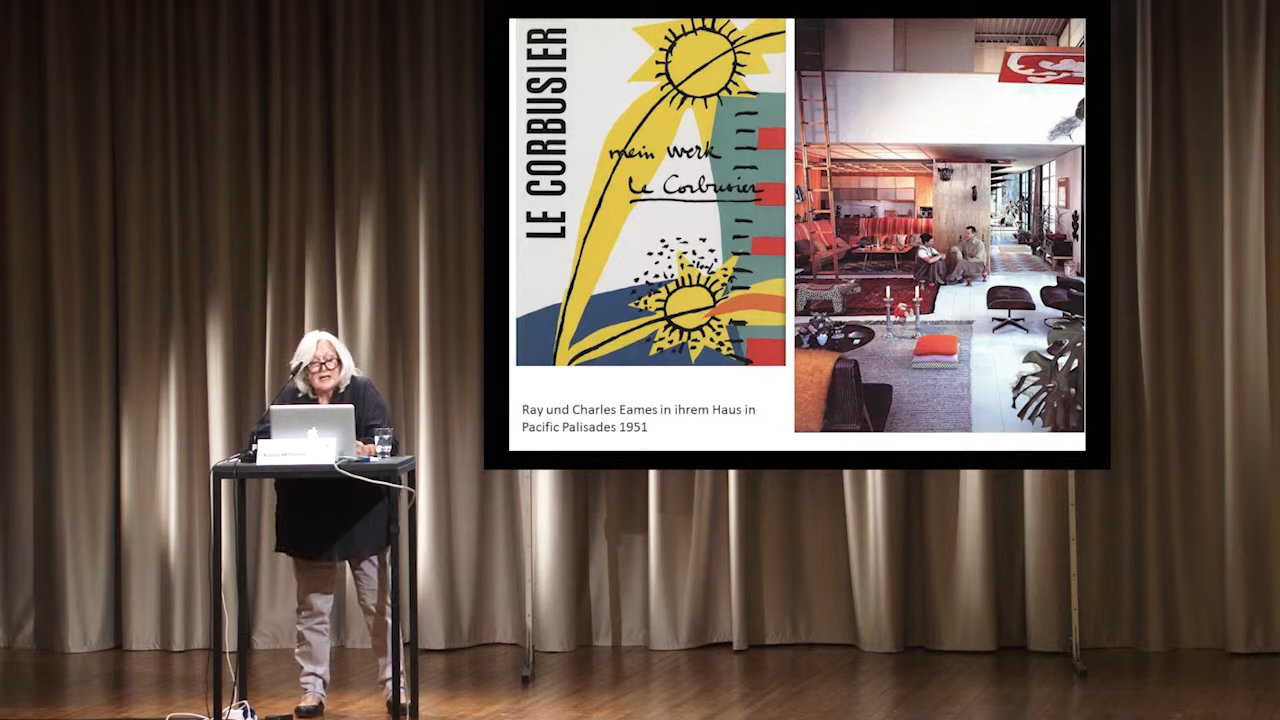 LE CORBUSIER
mein Werk
Le Corbusier
Ray und Charles Eames in ihrem Haus in
Pacific Palisades 1951